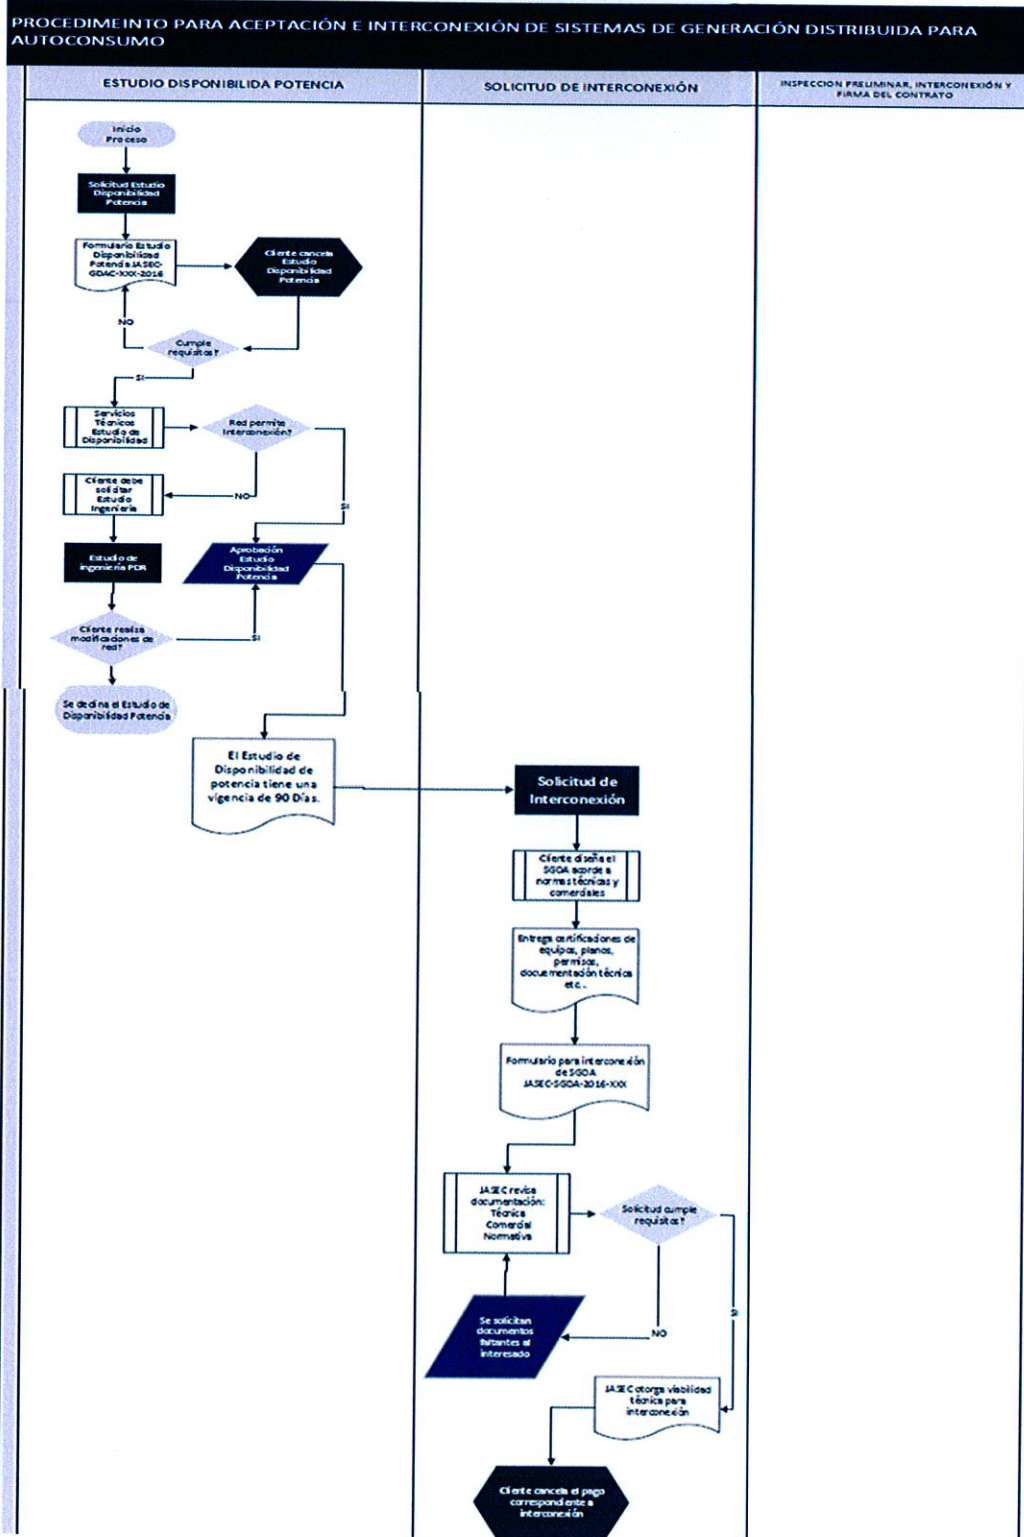 PROCEDIMEINTO PARA ACEPTACIÓN E INTERCONEXIÓN DE SISTEMAS DE GENERACIÓN DISTRIBUIDA PARA
AUTOCONSUMO
ESTUDIO DISPONIBILIDA POTENCIA
SOLICITUD DE INTERCONEXIÓN
INSPECCION PRELIMINAR, INTERCONEXIÓN Y
FIRMA DEL CONTRATO
Inicio
Proceso
Solicitud Estudio
Disponibilidad
Potencia
Formulario Estudio
Disponibilidad
Potencia JASEC-
GDAC-XXX-2016
Cliente cancela
Estudio
Disponibilidad
Potencia
NO
Cumple
requisitos?
SI
Servicios
Técnicos
Estudio de
Disponibilidad
Red permite
Interconexión?
Cliente debe
solicitar
Estudio
Ingeniería
NO
SI
Estudio de
ingeniería PDR
Aprobación
Estudio
Disponibilidad
Potencia
Cliente realiza
modificaciones de
red?
SI
Se declina el Estudio de
Disponibilidad Potencia
El Estudio de
Disponibilidad de
potencia tiene una
vigencia de 90 Días.
Solicitud de
Interconexión
Cliente diseña el
SGDA acorde a
normas técnicas y
comerciales
Entrega certificaciones de
equipos, planos,
permisos,
documentación técnica
etc..
Formulario para interconexión
de SGDA
JASEC-SGDA-2016-XXX
JASEC revisa
documentación:
Técnica
Comercial
Normativa
Solicitud cumple
requisitos?
SI
NO
Se solicitan
documentos
faltantes al
interesado
JASEC otorga viabilidad
técnica para
interconexión
Cliente cancela el pago
correspondiente a
interconexión